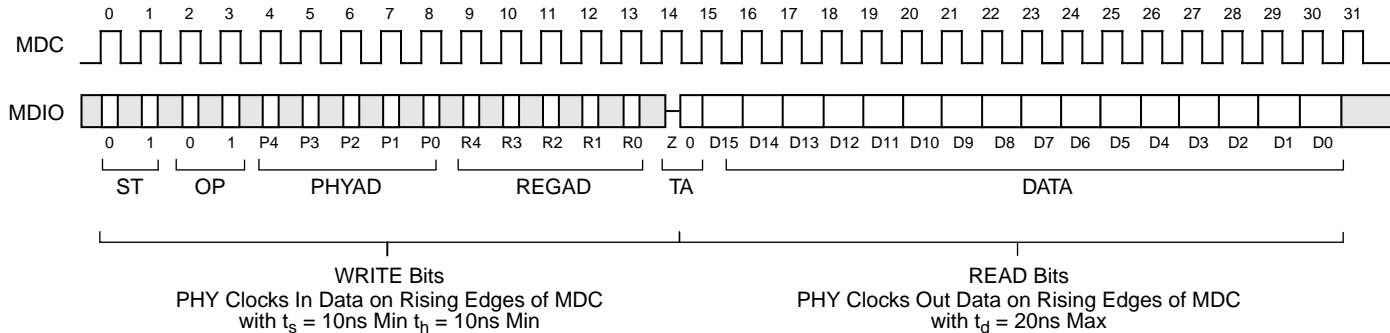 0 1 2 3 4 5 6 7 8 9 10 11 12 13 14 15 16 17 18 19 20 21 22 23 24 25 26 27 28 29 30 31
MDC
MDIO
0 1 0 1 P4 P3 P2 P1 P0 R4 R3 R2 R1 R0 Z 0 D15 D14 D13 D12 D11 D10 D9 D8 D7 D6 D5 D4 D3 D2 D1 D0
ST OP PHYAD REGAD TA DATA
WRITE Bits
PHY Clocks In Data on Rising Edges of MDC
with ts = 10ns Min th = 10ns Min
READ Bits
PHY Clocks Out Data on Rising Edges of MDC
with td = 20ns Max